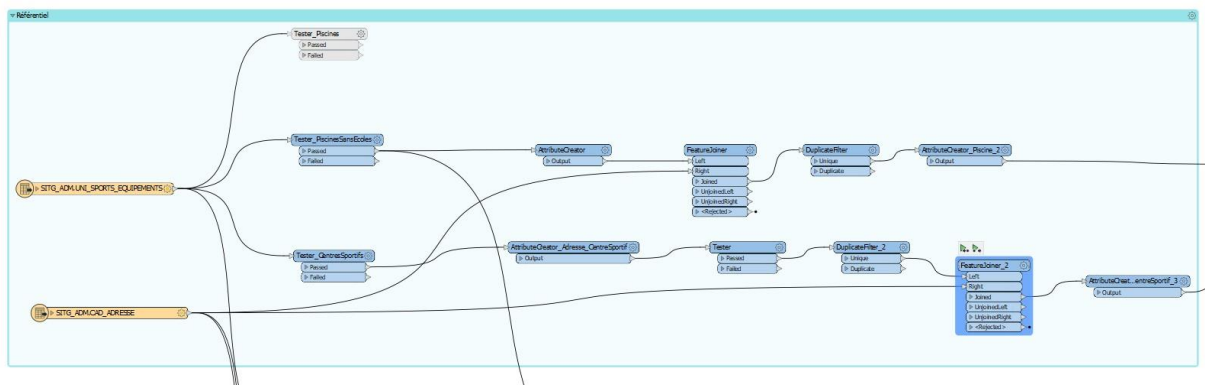 Référentiel
Tester_Piscines
Passed
Failed
Tester_PiscinesSansEcoles
Passed
Failed
AttributeCreator
Output
FeatureJoiner
Left
Right
Joined
UnjoinedLeft
UnjoinedRight
<Rejected>
DuplicateFilter
Unique
Duplicate
AttributeCreator_Piscine_2
Output
SITG_ADM.UNI_SPORTS_EQUIPEMENTS
Tester_CentresSportifs
Passed
Failed
AttributeCreator_Adresse_CentreSportif
Output
Tester
Passed
Failed
DuplicateFilter_2
Unique
Duplicate
FeatureJoiner_2
Left
Right
Joined
UnjoinedLeft
UnjoinedRight
<Rejected>
AttributeCreat...entreSportif_3
Output
SITG_ADM.CAD_ADRESSE